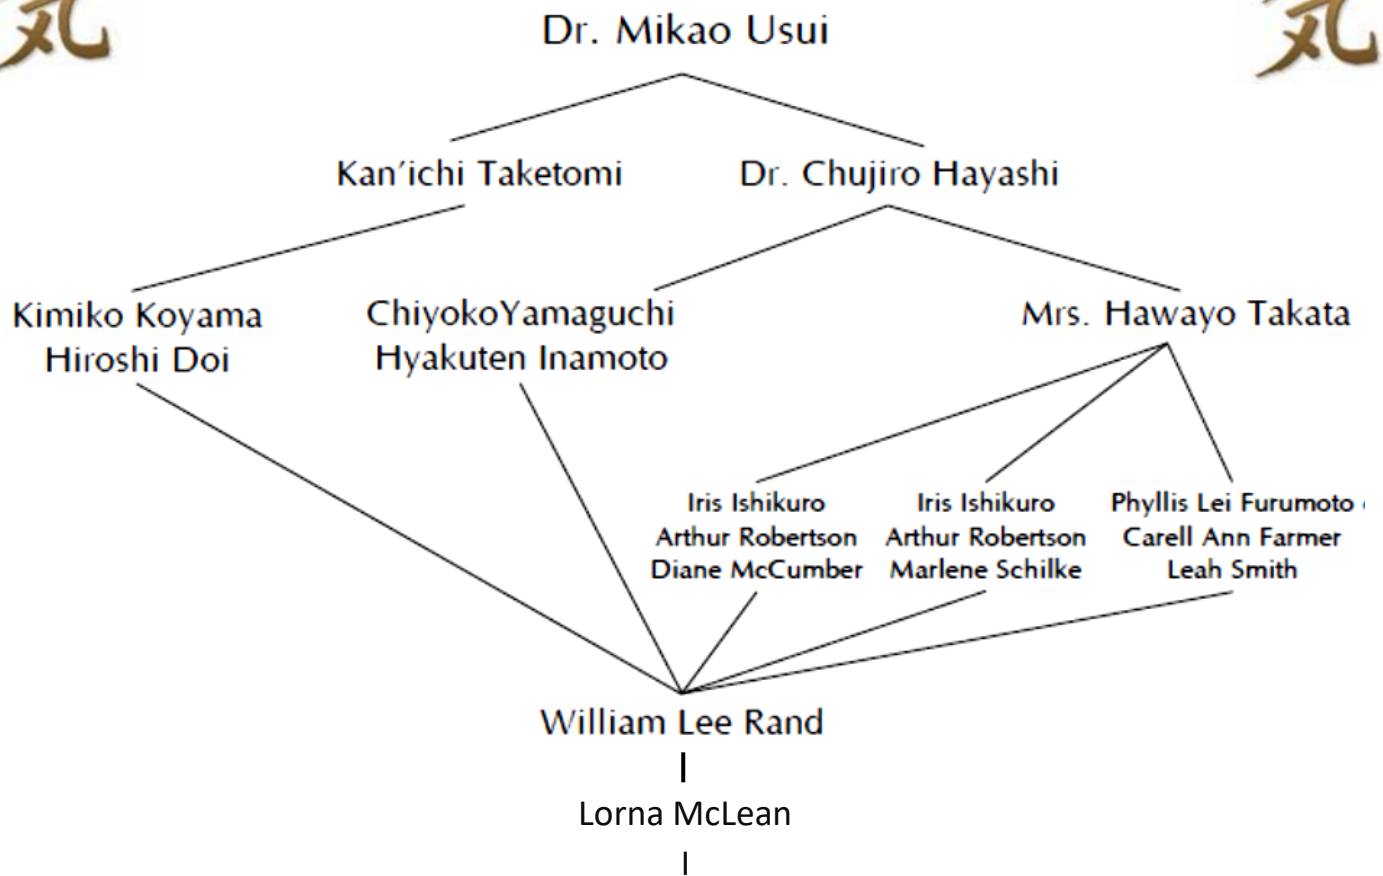 気 気
Dr. Mikao Usui
Kan'ichi Taketomi Dr. Chujiro Hayashi
Kimiko Koyama
Hiroshi Doi
ChiyokoYamaguchi
Hyakuten Inamoto
Mrs. Hawayo Takata
Iris Ishikuro
Arthur Robertson
Diane McCumber
Iris Ishikuro
Arthur Robertson
Marlene Schilke
Phyllis Lei Furumoto
Carell Ann Farmer
Leah Smith
William Lee Rand
Lorna McLean